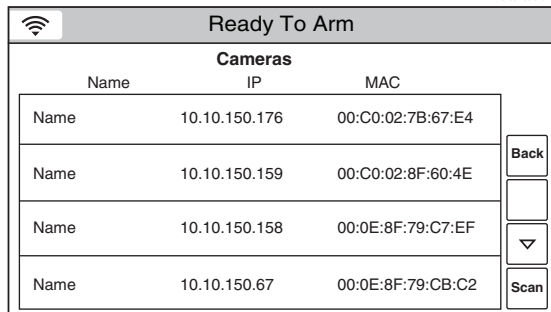 Ready To Arm
Cameras
Name IP MAC
Name 10.10.150.176 00:C0:02:7B:67:E4
Name 10.10.150.159 00:C0:02:8F:60:4E
Name 10.10.150.158 00:0E:8F:79:C7:EF
Name 10.10.150.67 00:0E:8F:79:CB:C2
Back
Scan